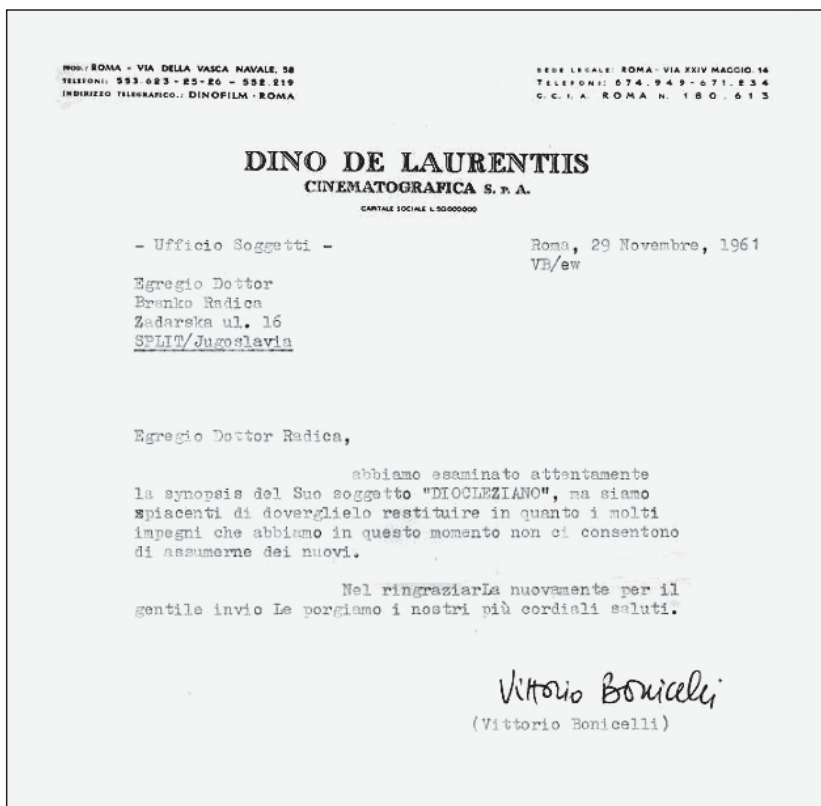 PROD.: ROMA - VIA DELLA VASCA NAVALE, 58
TELEFONI: 553.623 - 25-26 - 552.219
INDIRIZZO TELEGRAFICO.: DINOFILM - ROMA
SEDE LEGALE: ROMA - VIA XXIV MAGGIO. 14
TELEFONI: 674.949 - 671.234
C. C. I. A. ROMA N. 180.613
DINO DE LAURENTIIS
CINEMATOGRAFICA S. P. A.
CAPITALE SOCIALE L. 50.000.000
- Ufficio Soggetti -
Roma, 29 Novembre, 1961
VB/ew
Egregio Dottor
Branko Radica
Zadarska ul. 16
SPLIT/Jugoslavia
Egregio Dottor Radica,
abbiamo esaminato attentamente
la synopsis del Suo soggetto "DIOCLEZIANO", ma siamo
spiacenti di doverglielo restituire in quanto i molti
impegni che abbiamo in questo momento non ci consentono
di assumerne dei nuovi.
Nel ringraziarLa nuovamente per il
gentile invio Le porgiamo i nostri più cordiali saluti.
Vittorio Bonicelli
(Vittorio Bonicelli)